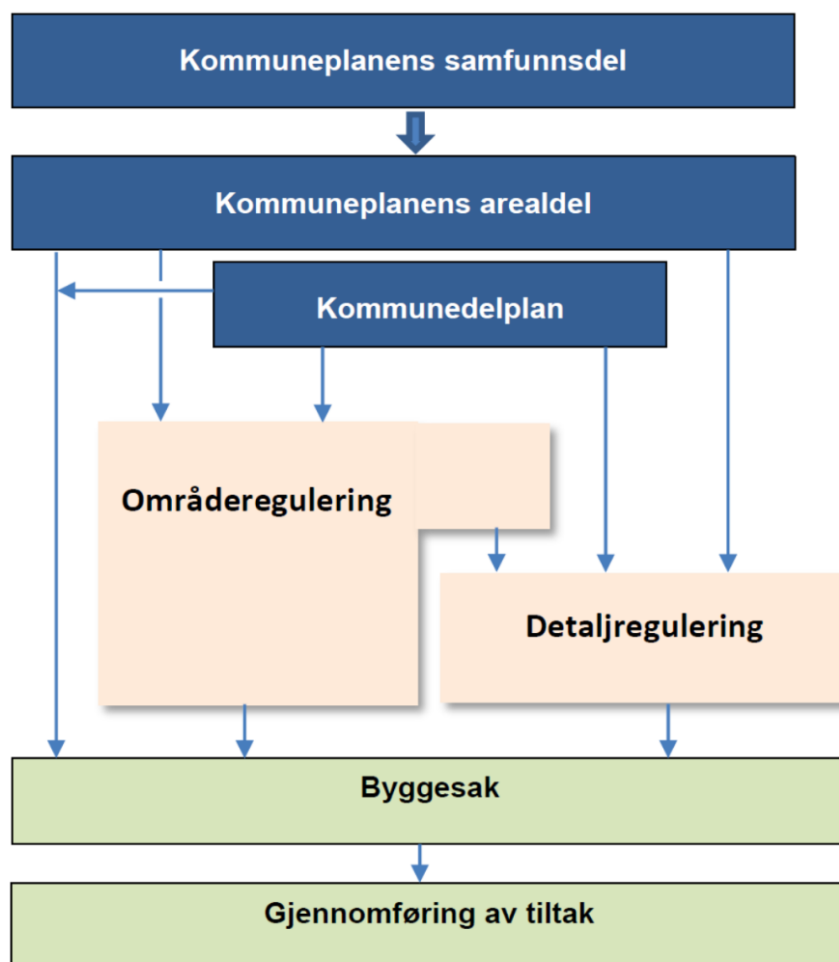 Kommuneplanens samfunnsdel
Kommuneplanens arealdel
Kommunedelplan
Områderegulering
Detaljregulering
Byggesak
Gjennomføring av tiltak